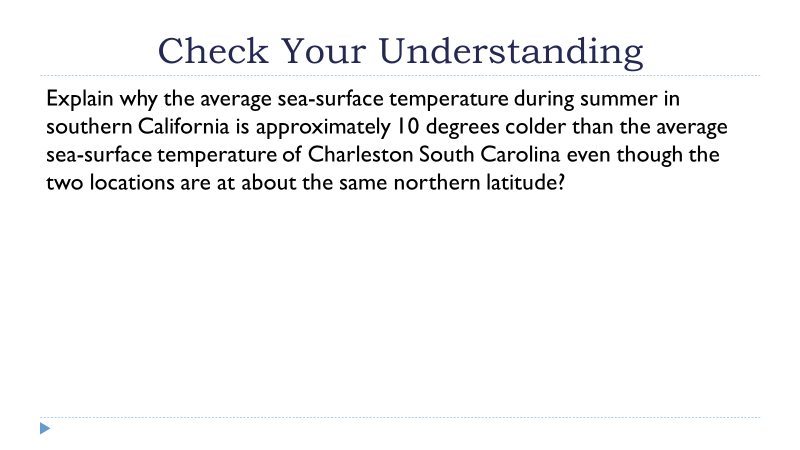 Check Your Understanding
Explain why the average sea-surface temperature during summer in
southern California is approximately 10 degrees colder than the average
sea-surface temperature of Charleston South Carolina even though the
two locations are at about the same northern latitude?